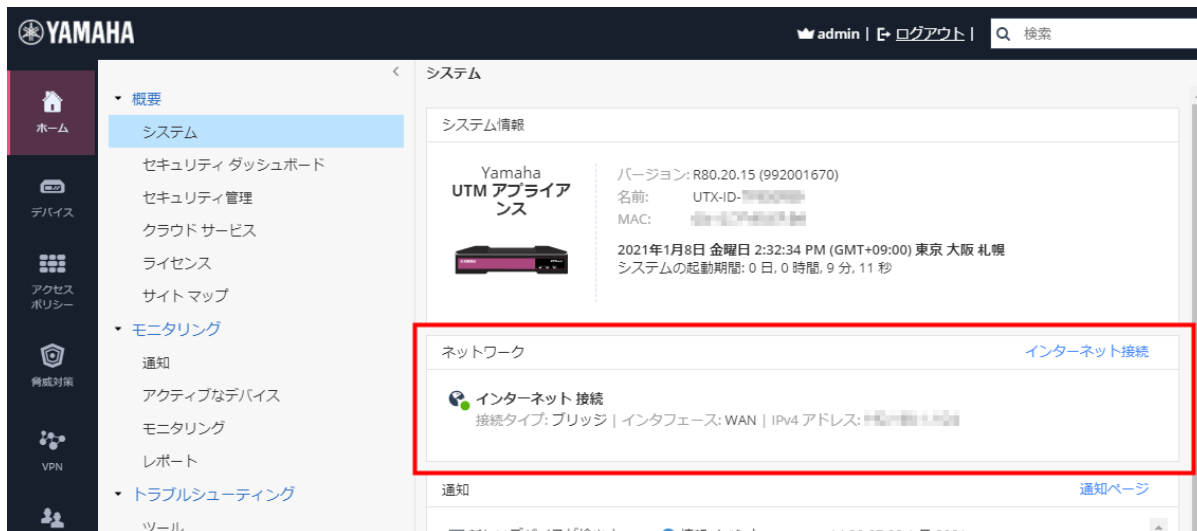 YAMAHA
admin | ログアウト |
検索
ホーム
デバイス
アクセス
ポリシー
脅威対策
VPN
概要
システム
セキュリティ ダッシュボード
セキュリティ管理
クラウド サービス
ライセンス
サイト マップ
モニタリング
通知
アクティブなデバイス
モニタリング
レポート
トラブルシューティング
ツール
システム
システム情報
Yamaha
UTM アプライア
ンス
バージョン: R80.20.15 (992001670)
名前: UTX-ID-
MAC:
2021年1月8日 金曜日 2:32:34 PM (GMT+09:00) 東京 大阪 札幌
システムの起動期間: 0 日, 0 時間, 9 分, 11 秒
ネットワーク インターネット接続
インターネット 接続
接続タイプ: ブリッジ | インタフェース: WAN | IPv4 アドレス:
通知 通知ページ